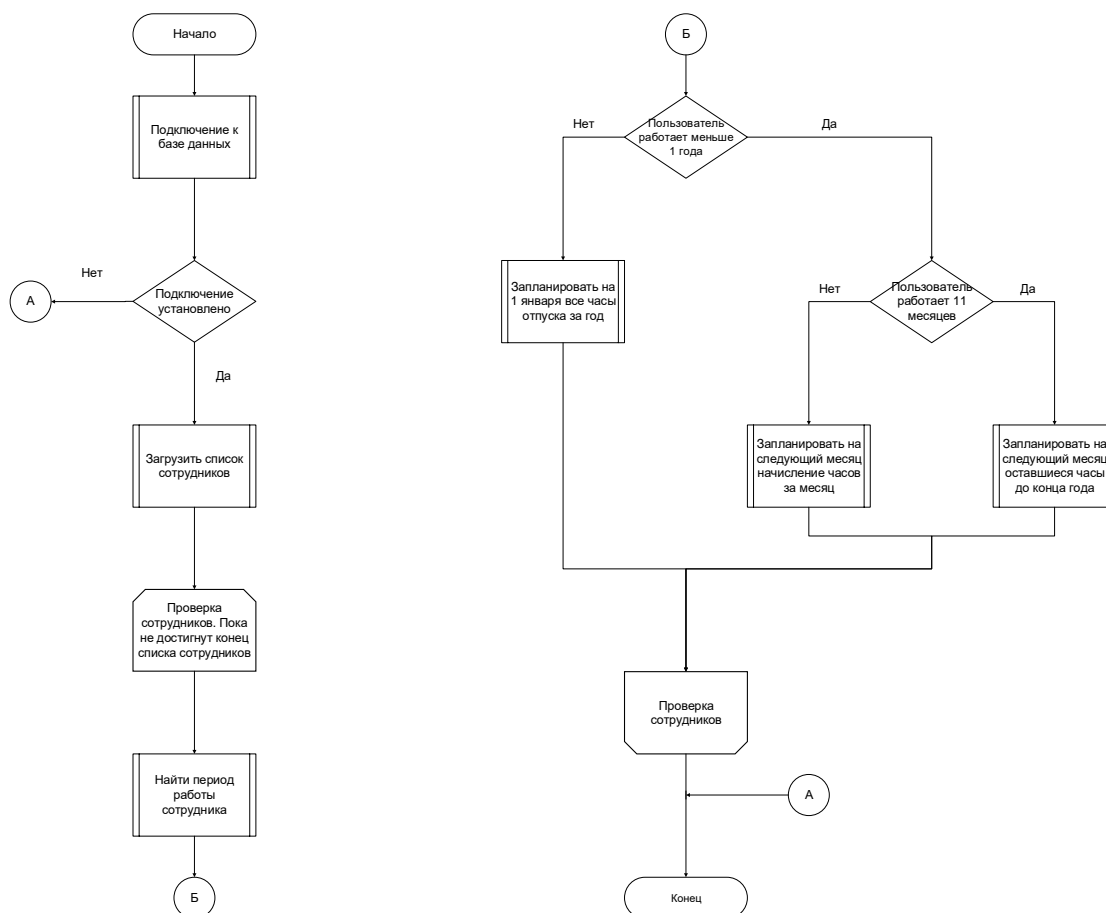 Начало
Подключение к
базе данных
Нет
А
Подключение
установлено
Да
Загрузить список
сотрудников
Проверка
сотрудников. Пока
не достигнут конец
списка сотрудников
Найти период
работы
сотрудника
Б
Б
Пользователь
работает меньше
1 года
Нет
Да
Запланировать на
1 января все часы
отпуска за год
Пользователь
работает 11
месяцев
Нет
Да
Запланировать на
следующий месяц
начисление часов
за месяц
Запланировать на
следующий месяц
оставшиеся часы
до конца года
Проверка
сотрудников
А
Конец